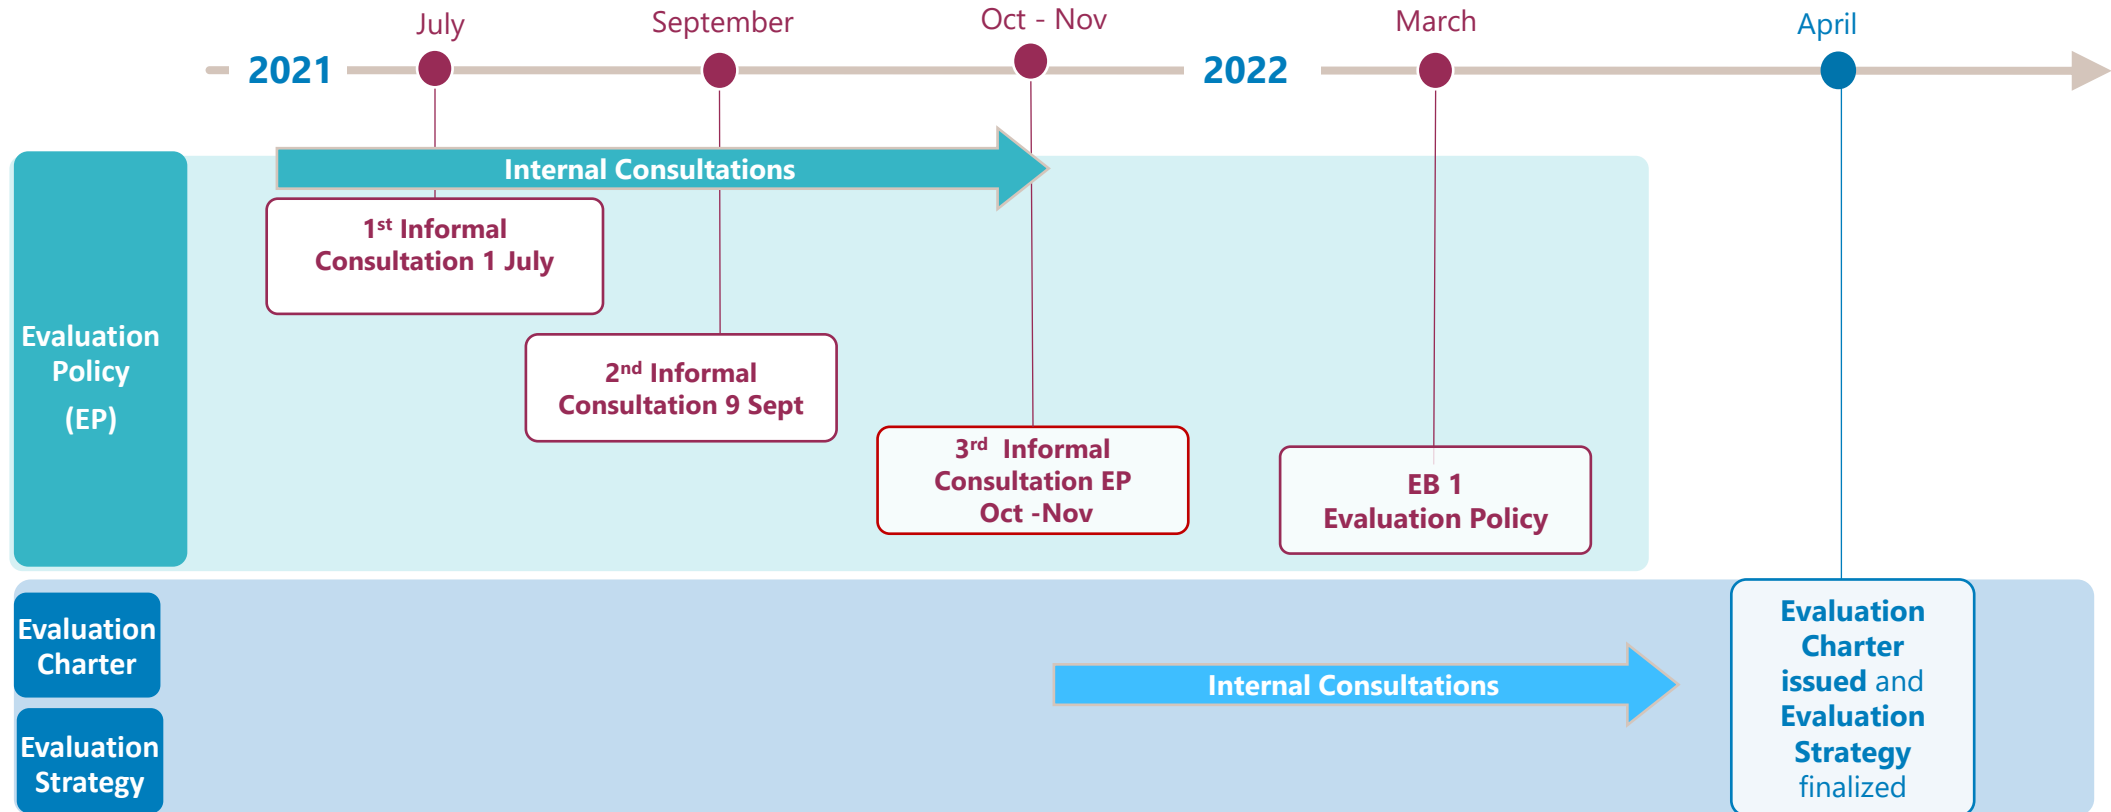 July
September
Oct - Nov
March
April
2021
2022
Internal Consultations
1st Informal
Consultation 1 July
2nd Informal
Consultation 9 Sept
3rd Informal
Consultation EP
Oct -Nov
EB 1
Evaluation Policy
Evaluation
Policy
(EP)
Evaluation
Charter
Evaluation
Strategy
Internal Consultations
Evaluation
Charter
issued and
Evaluation
Strategy
finalized